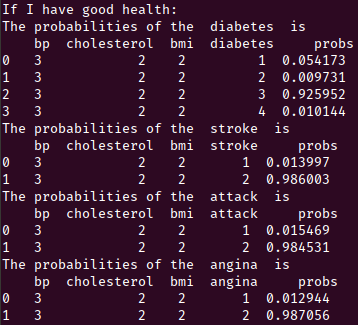 If I have good health:
The probabilities of the  diabetes  is
    bp  cholesterol  bmi  diabetes     probs
0   3            2    2         1  0.054173
1   3            2    2         2  0.009731
2   3            2    2         3  0.925952
3   3            2    2         4  0.010144
The probabilities of the  stroke  is
    bp  cholesterol  bmi  stroke     probs
0   3            2    2       1  0.013997
1   3            2    2       2  0.986003
The probabilities of the  attack  is
    bp  cholesterol  bmi  attack     probs
0   3            2    2       1  0.015469
1   3            2    2       2  0.984531
The probabilities of the  angina  is
    bp  cholesterol  bmi  angina     probs
0   3            2    2       1  0.012944
1   3            2    2       2  0.987056